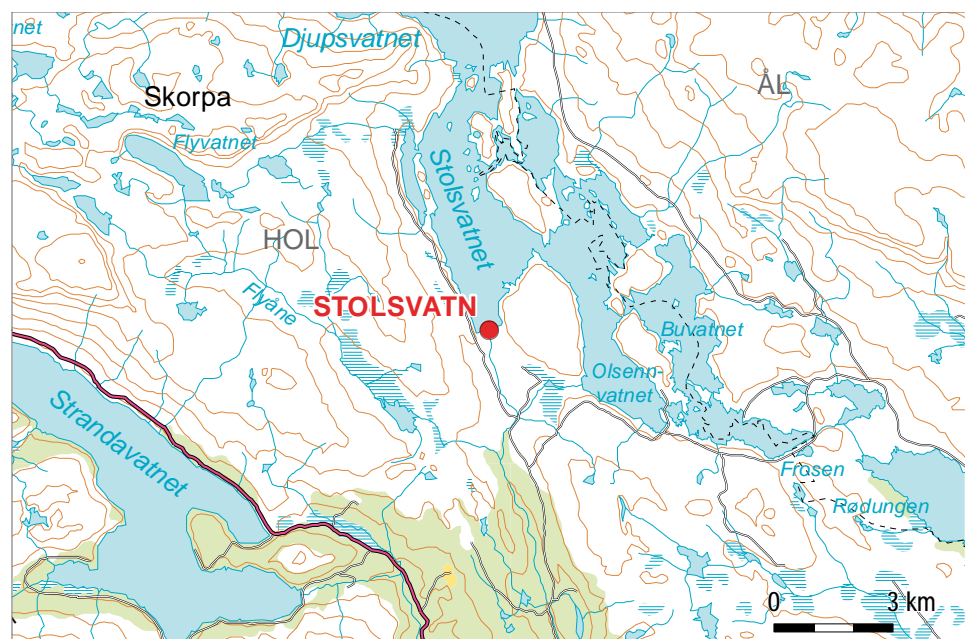 net
Djupsvatnet
ÅL
Skorpa
Flyvatnet
Stolsvatnet
HOL
Flyåne
STOLSVATN
Buvatnet
Olsenn-
vatnet
Strandavatnet
Frosen
Rødungen
0 3 km